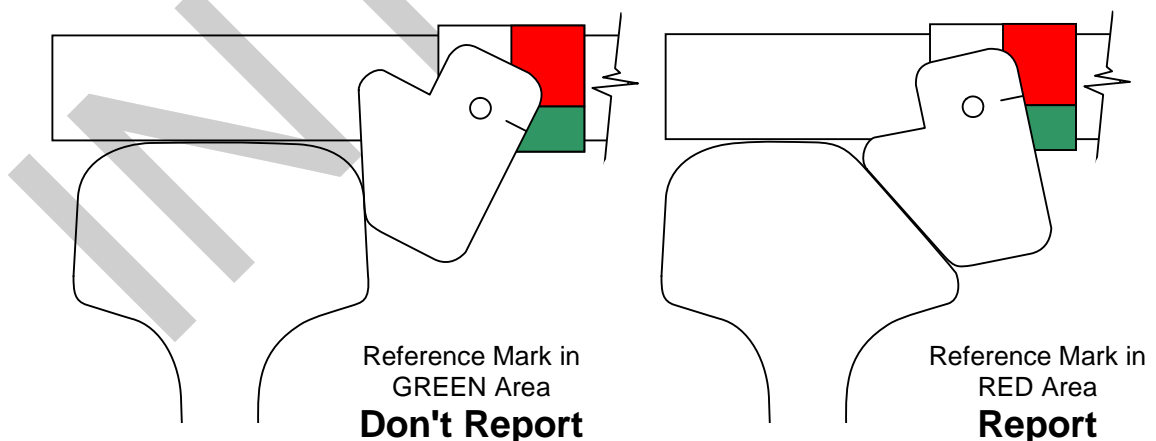 Reference Mark in
GREEN Area
Don't Report
Reference Mark in
RED Area
Report